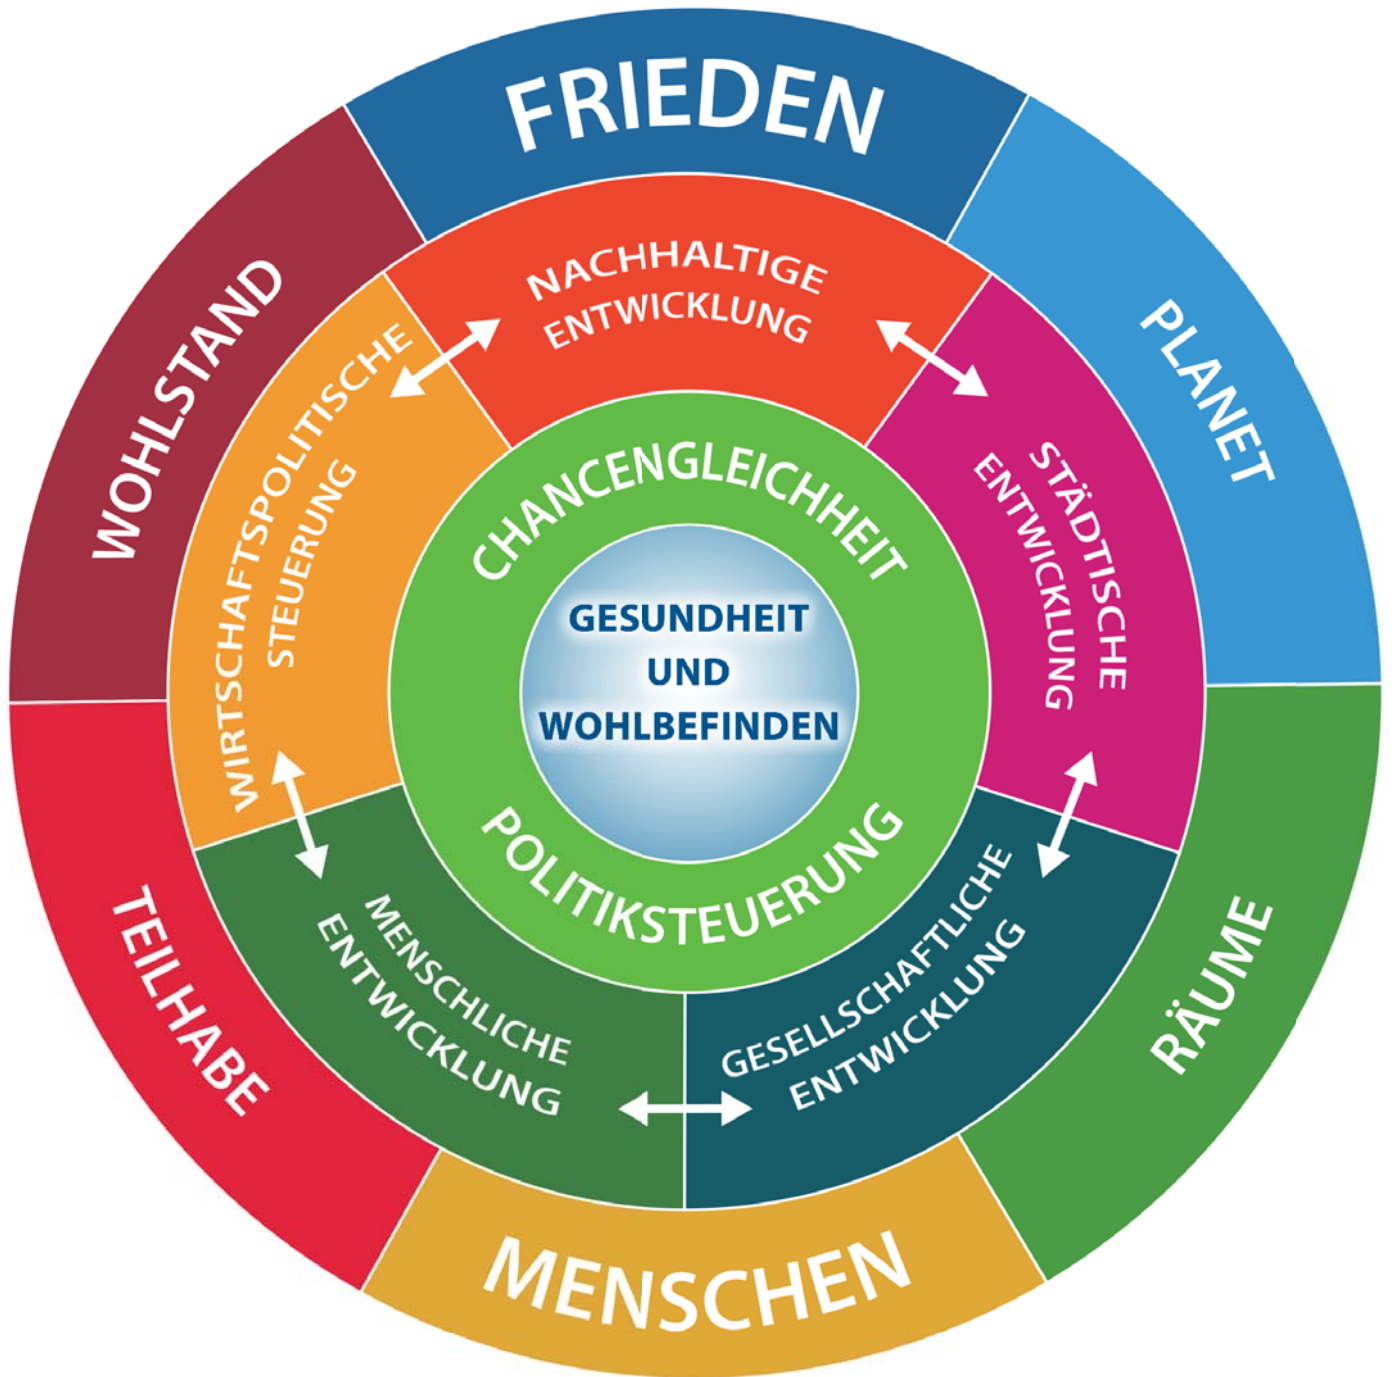 FRIEDEN
PLANET
RÄUME
MENSCHEN
TEILHABE
WOHLSTAND
NACHHALTIGE
ENTWICKLUNG
STÄDTISCHE
ENTWICKLUNG
GESELLSCHAFTLICHE
ENTWICKLUNG
MENSCHLICHE
ENTWICKLUNG
WIRTSCHAFTSPOLITISCHE
STEUERUNG
CHANCENGLEICHHEIT
POLITIKSTEUERUNG
GESUNDHEIT
UND
WOHLBEFINDEN